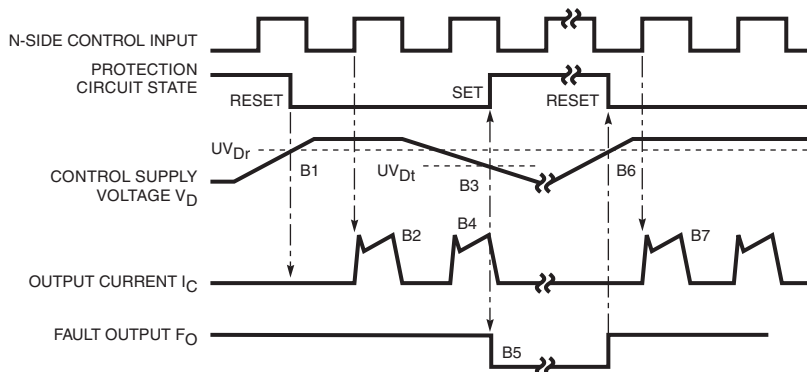 N-SIDE CONTROL INPUT
PROTECTION
CIRCUIT STATE
RESET
SET
RESET
UVDr
B1
UVDt
B3
B6
CONTROL SUPPLY
VOLTAGE VD
B2
B4
B7
OUTPUT CURRENT IC
FAULT OUTPUT FO
B5